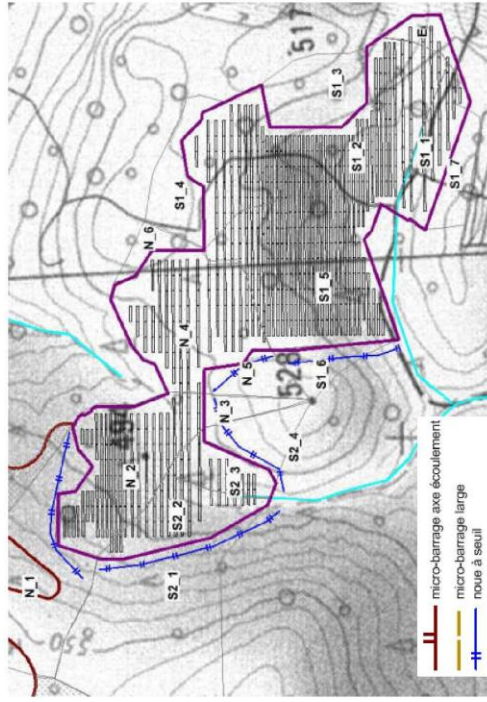 517
N_1
N_6
S1_4
S1_3
E
494
N_2
N_4
S1_2
S1_1
S1_7
S2_2
N_3
N_5
S1_5
S2_1
S2_3
528
S1_6
S2_4
550
micro-barrage axe écoulement
micro-barrage large
noue à seuil